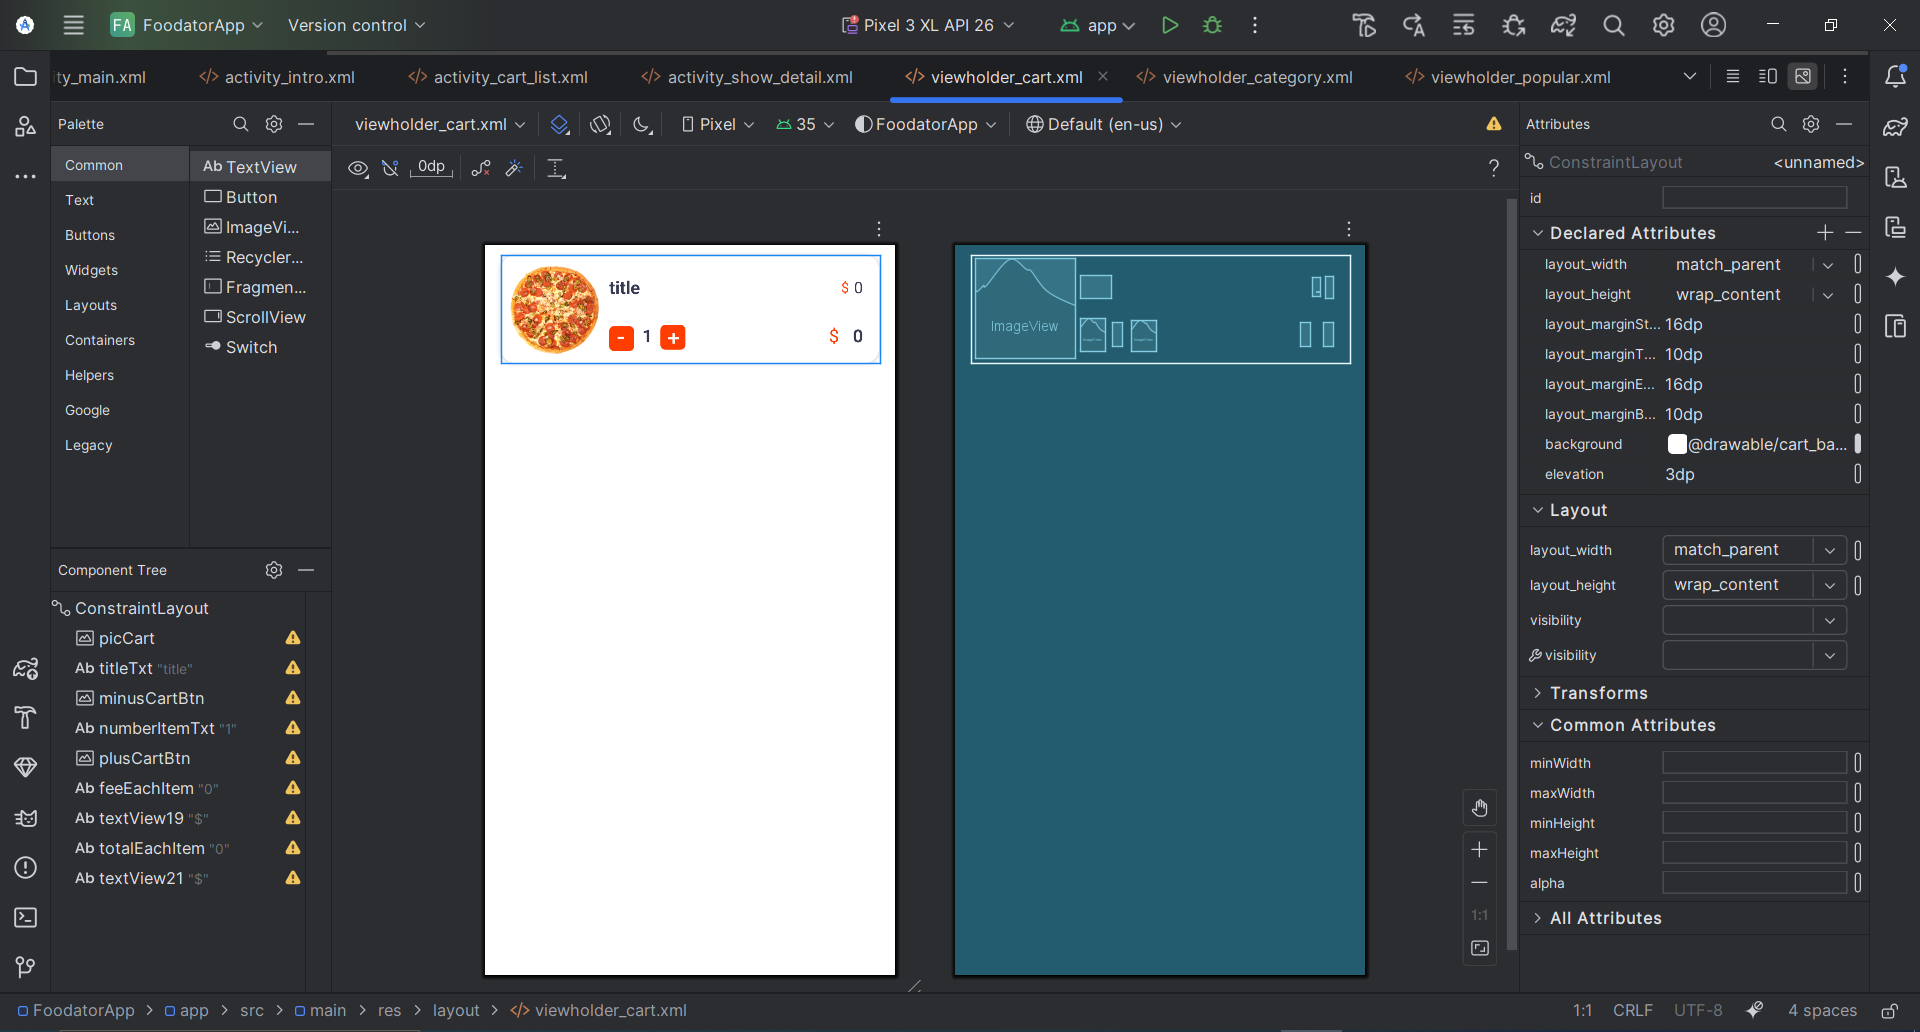 FA FoodatorApp Version control Pixel 3 XL API 26 app
ity_main.xml activity_intro.xml activity_cart_list.xml activity_show_detail.xml viewholder_cart.xml viewholder_category.xml viewholder_popular.xml
Palette
viewholder_cart.xml Pixel 35 FoodatorApp Default (en-us)
Attributes
Common
Text
Buttons
Widgets
Layouts
Containers
Helpers
Google
Legacy
Ab TextView
Button
ImageVi...
Recycler...
Fragmen...
ScrollView
Switch
0dp
?
title
$ 0
- 1 +
$ 0
ImageView
ConstraintLayout <unnamed>
id
Declared Attributes
layout_width match_parent
layout_height wrap_content
layout_marginSt... 16dp
layout_marginT... 10dp
layout_marginE... 16dp
layout_marginB... 10dp
background @drawable/cart_ba...
elevation 3dp
Layout
layout_width match_parent
layout_height wrap_content
visibility
visibility
Transforms
Common Attributes
minWidth
maxWidth
minHeight
maxHeight
alpha
All Attributes
Component Tree
ConstraintLayout
picCart
Ab titleTxt "title"
minusCartBtn
Ab numberItemTxt "1"
plusCartBtn
Ab feeEachItem "0"
Ab textView19 "$"
Ab totalEachItem "0"
Ab textView21 "$"
1:1
FoodatorApp > app > src > main > res > layout > viewholder_cart.xml
1:1 CRLF UTF-8 4 spaces